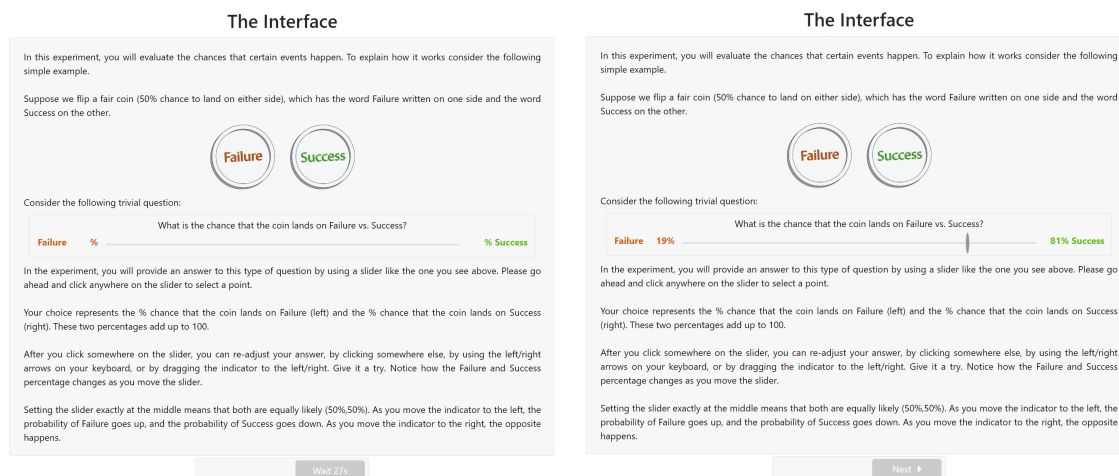 The Interface
In this experiment, you will evaluate the chances that certain events happen. To explain how it works consider the following
simple example.
Suppose we flip a fair coin (50% chance to land on either side), which has the word Failure written on one side and the word
Success on the other.
Failure Success
Consider the following trivial question:
What is the chance that the coin lands on Failure vs. Success?
Failure % % Success
In the experiment, you will provide an answer to this type of question by using a slider like the one you see above. Please go
ahead and click anywhere on the slider to select a point.
Your choice represents the % chance that the coin lands on Failure (left) and the % chance that the coin lands on Success
(right). These two percentages add up to 100.
After you click somewhere on the slider, you can re-adjust your answer, by clicking somewhere else, by using the left/right
arrows on your keyboard, or by dragging the indicator to the left/right. Give it a try. Notice how the Failure and Success
percentage changes as you move the slider.
Setting the slider exactly at the middle means that both are equally likely (50%,50%). As you move the indicator to the left, the
probability of Failure goes up, and the probability of Success goes down. As you move the indicator to the right, the opposite
happens.
Wait 27s
The Interface
In this experiment, you will evaluate the chances that certain events happen. To explain how it works consider the following
simple example.
Suppose we flip a fair coin (50% chance to land on either side), which has the word Failure written on one side and the word
Success on the other.
Failure Success
Consider the following trivial question:
What is the chance that the coin lands on Failure vs. Success?
Failure 19% 81% Success
In the experiment, you will provide an answer to this type of question by using a slider like the one you see above. Please go
ahead and click anywhere on the slider to select a point.
Your choice represents the % chance that the coin lands on Failure (left) and the % chance that the coin lands on Success
(right). These two percentages add up to 100.
After you click somewhere on the slider, you can re-adjust your answer, by clicking somewhere else, by using the left/right
arrows on your keyboard, or by dragging the indicator to the left/right. Give it a try. Notice how the Failure and Success
percentage changes as you move the slider.
Setting the slider exactly at the middle means that both are equally likely (50%,50%). As you move the indicator to the left, the
probability of Failure goes up, and the probability of Success goes down. As you move the indicator to the right, the opposite
happens.
Next